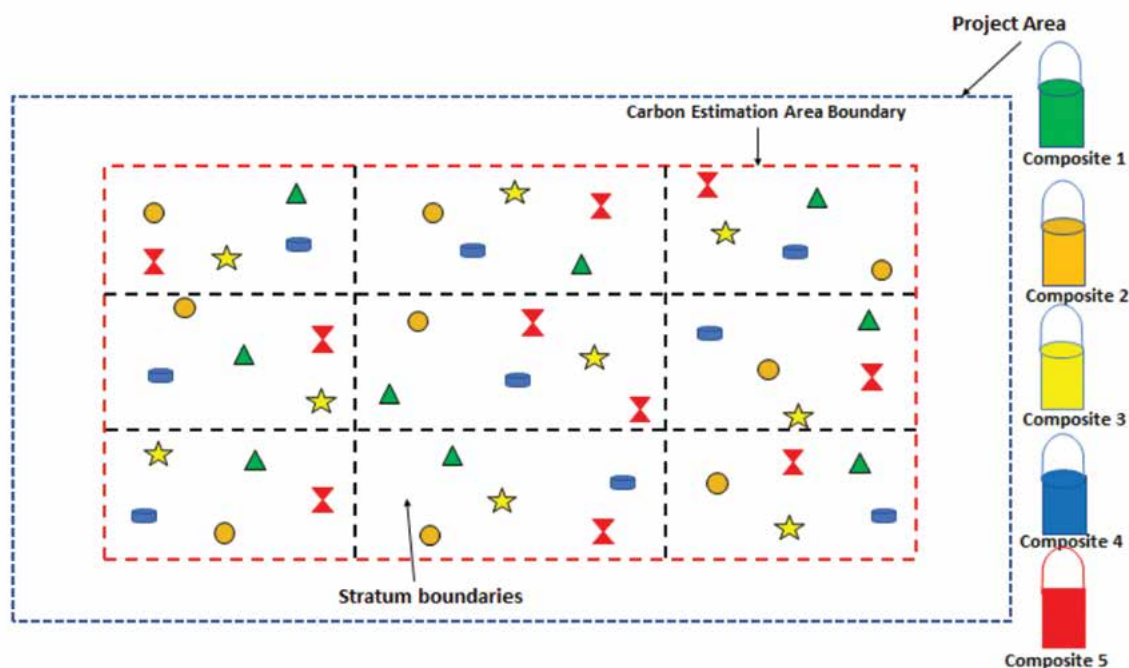 Project Area
Carbon Estimation Area Boundary
Composite 1
Composite 2
Composite 3
Composite 4
Stratum boundaries
Composite 5